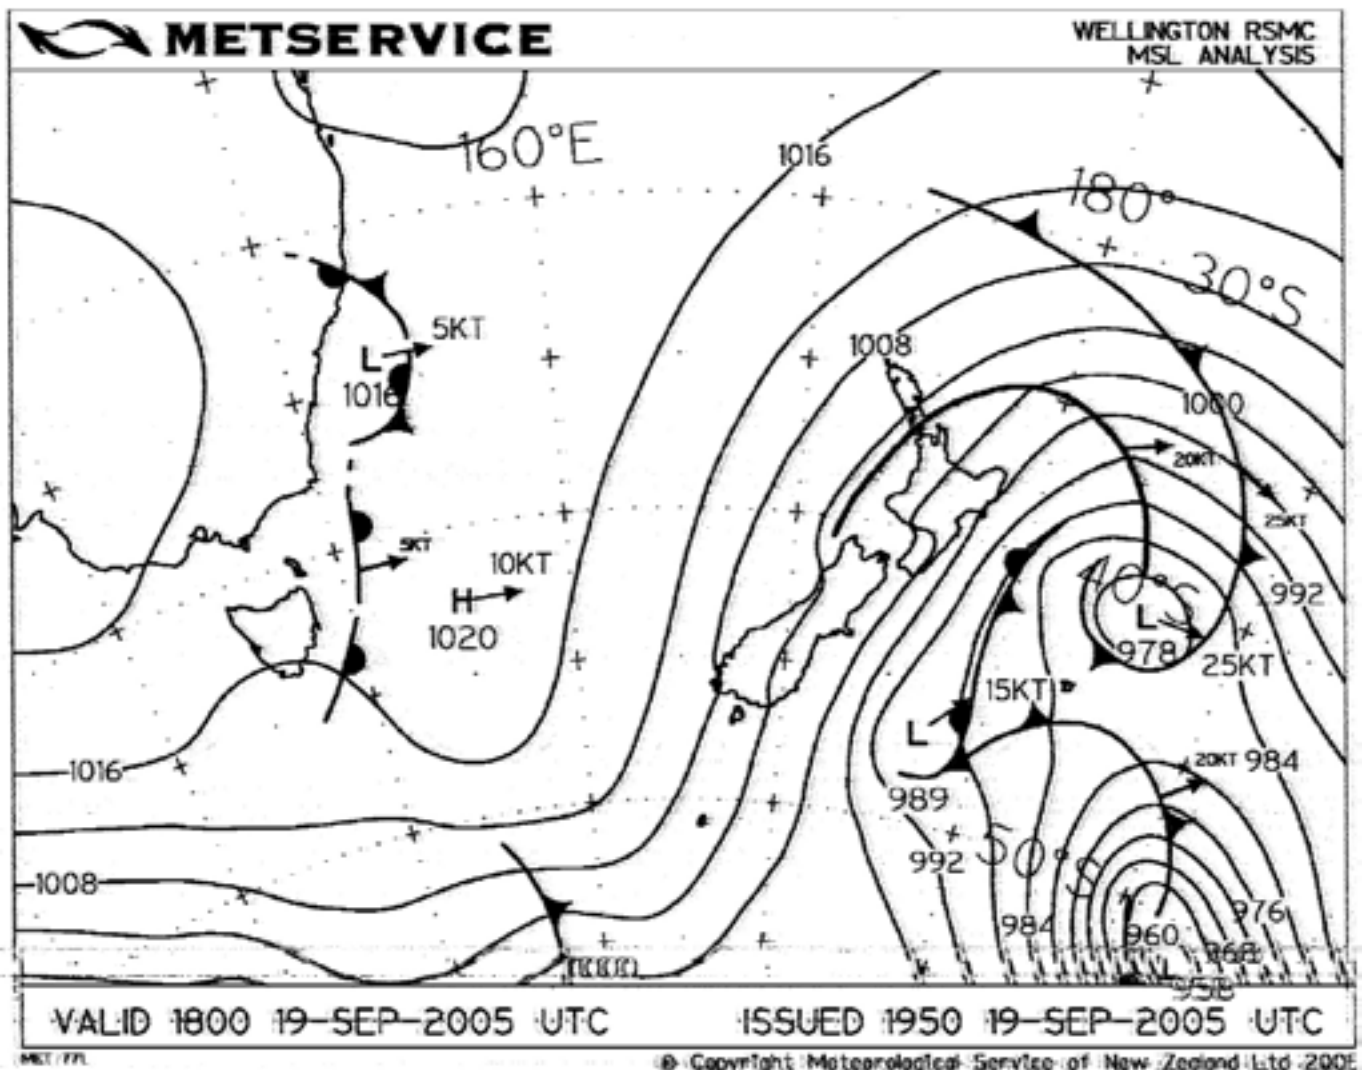 METSERVICE
WELLINGTON RSMC
MSL ANALYSIS
160°E
1016
180°
30°S
5KT
L
1016
1008
1000
20KT
25KT
5KT
10KT
H
1020
40°S
992
L
978
25KT
15KT
L
989
1016
20KT
984
50°S
992
1008
984
976
960
968
1000
L
958
VALID 1800 19-SEP-2005 UTC
ISSUED 1950 19-SEP-2005 UTC
© Copyright Meteorological Service of New Zealand Ltd 2005